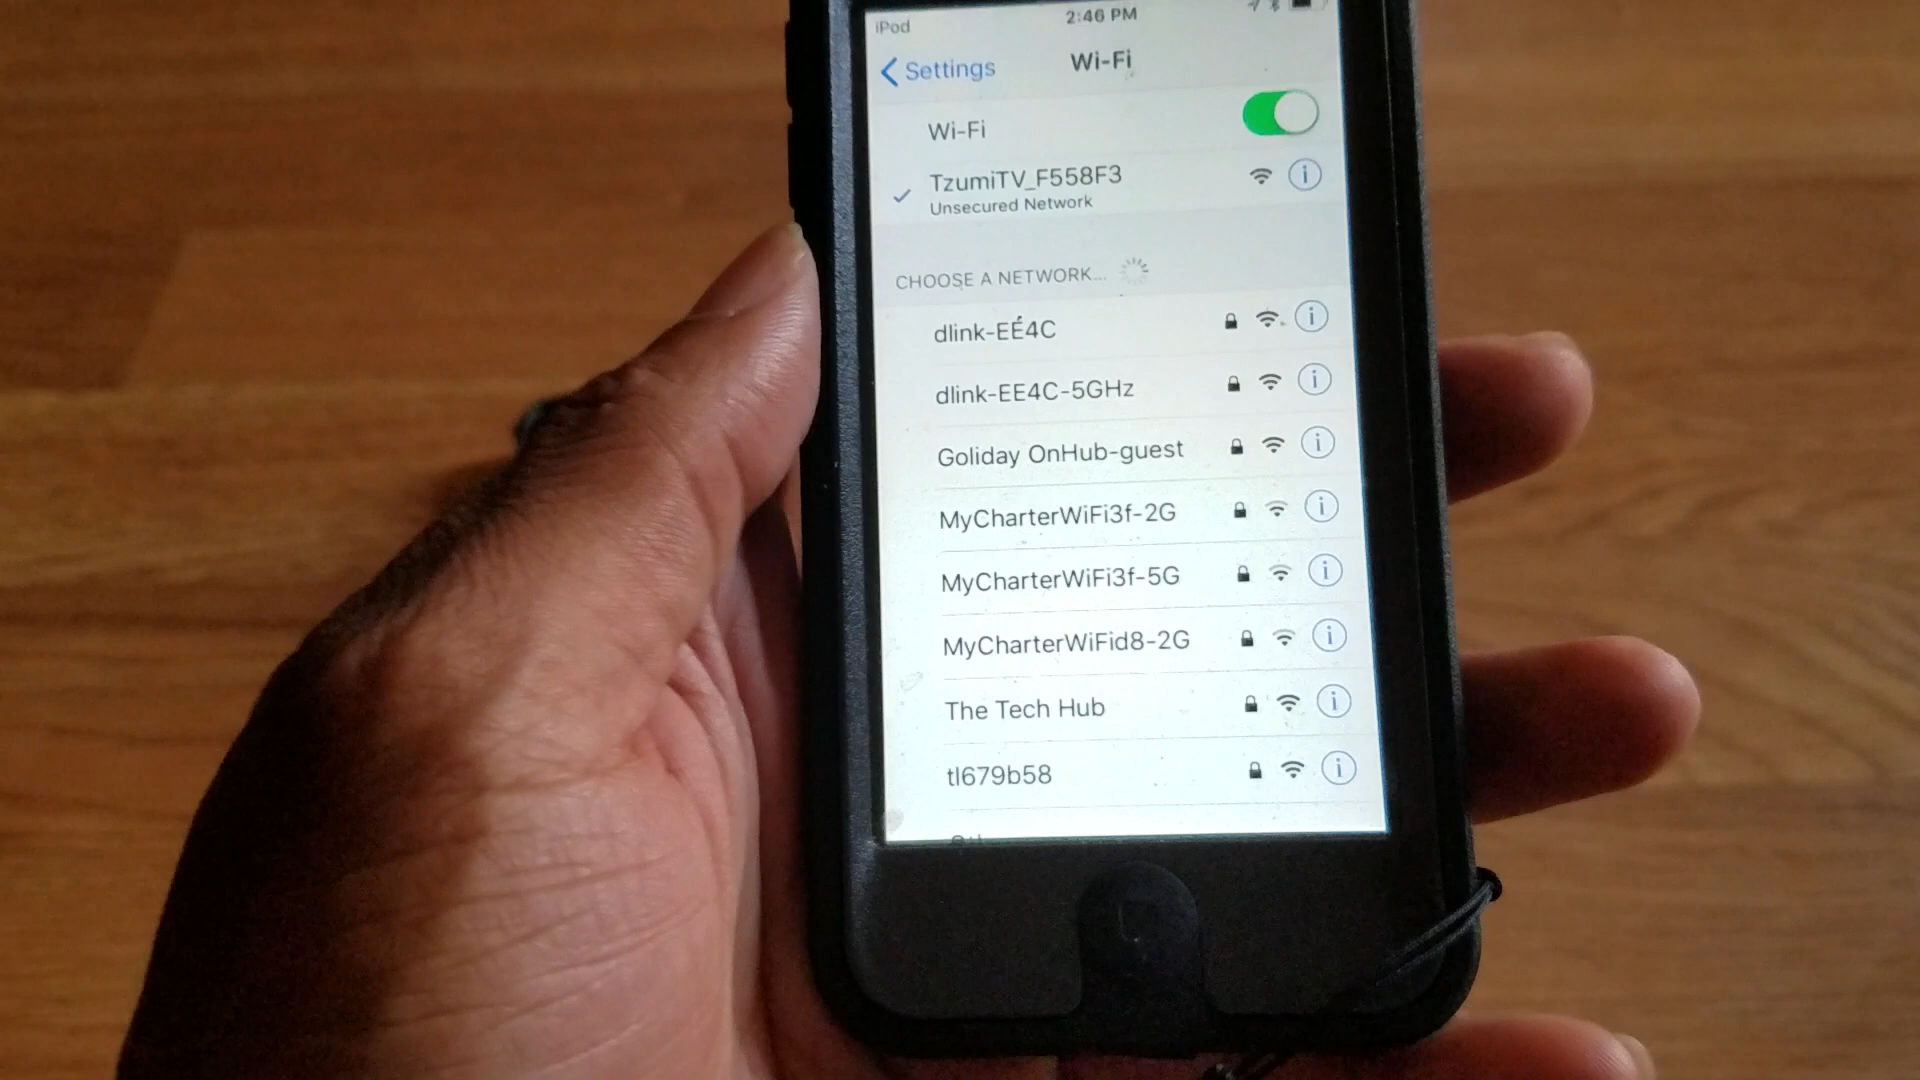 iPod
2:46 PM
Settings
Wi-Fi
Wi-Fi
TzumiTV_F558F3
Unsecured Network
CHOOSE A NETWORK...
dlink-EE4C
dlink-EE4C-5GHz
Goliday OnHub-guest
MyCharterWiFi3f-2G
MyCharterWiFi3f-5G
MyCharterWiFid8-2G
The Tech Hub
tl679b58